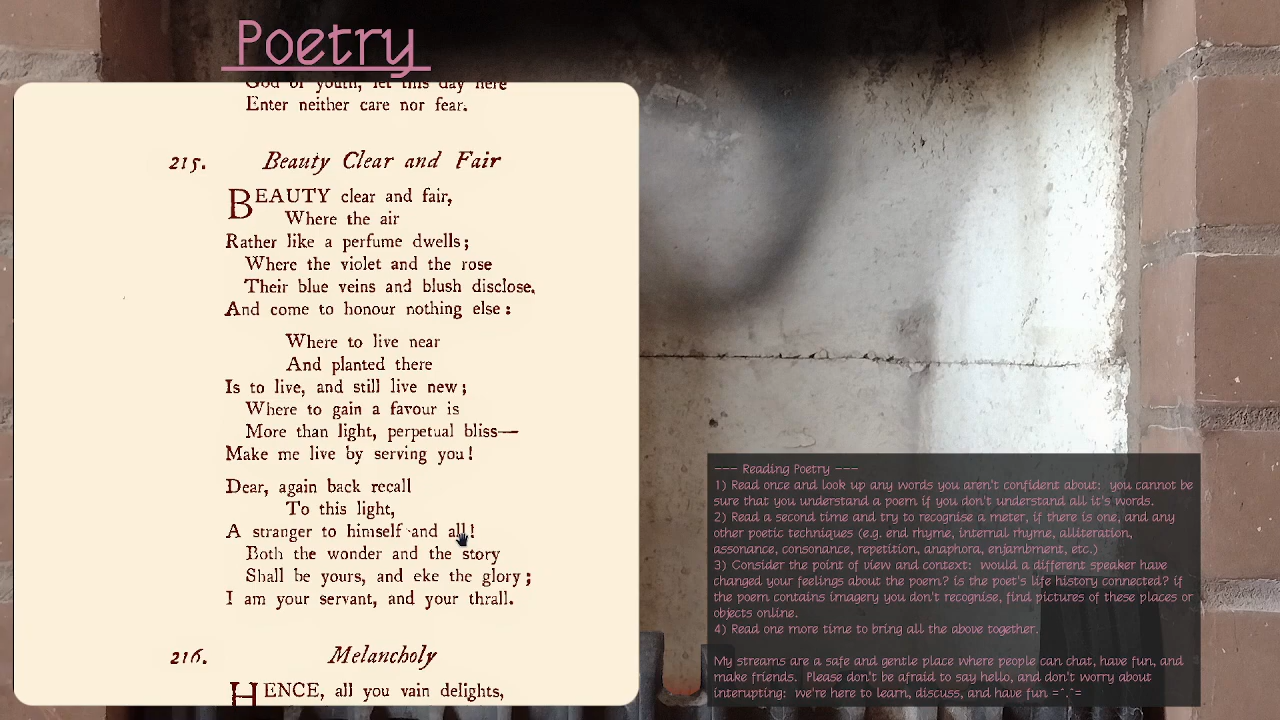 Poetry
God of youth, let this day here
Enter neither care nor fear.
215. Beauty Clear and Fair
BEAUTY clear and fair,
Where the air
Rather like a perfume dwells;
Where the violet and the rose
Their blue veins and blush disclose,
And come to honour nothing else:
Where to live near
And planted there
Is to live, and still live new;
Where to gain a favour is
More than light, perpetual bliss—
Make me live by serving you!
Dear, again back recall
To this light,
A stranger to himself and all!
Both the wonder and the story
Shall be yours, and eke the glory;
I am your servant, and your thrall.
216. Melancholy
HENCE, all you vain delights,
--- Reading Poetry ---
1) Read once and look up any words you aren't confident about: you cannot be
sure that you understand a poem if you don't understand all it's words.
2) Read a second time and try to recognise a meter, if there is one, and any
other poetic techniques (e.g. end rhyme, internal rhyme, alliteration,
assonance, consonance, repetition, anaphora, enjambment, etc.)
3) Consider the point of view and context: would a different speaker have
changed your feelings about the poem? is the poet's life history connected? if
the poem contains imagery you don't recognise, find pictures of these places or
objects online.
4) Read one more time to bring all the above together.
My streams are a safe and gentle place where people can chat, have fun, and
make friends. Please don't be afraid to say hello, and don't worry about
interupting: we're here to learn, discuss, and have fun =^.^=